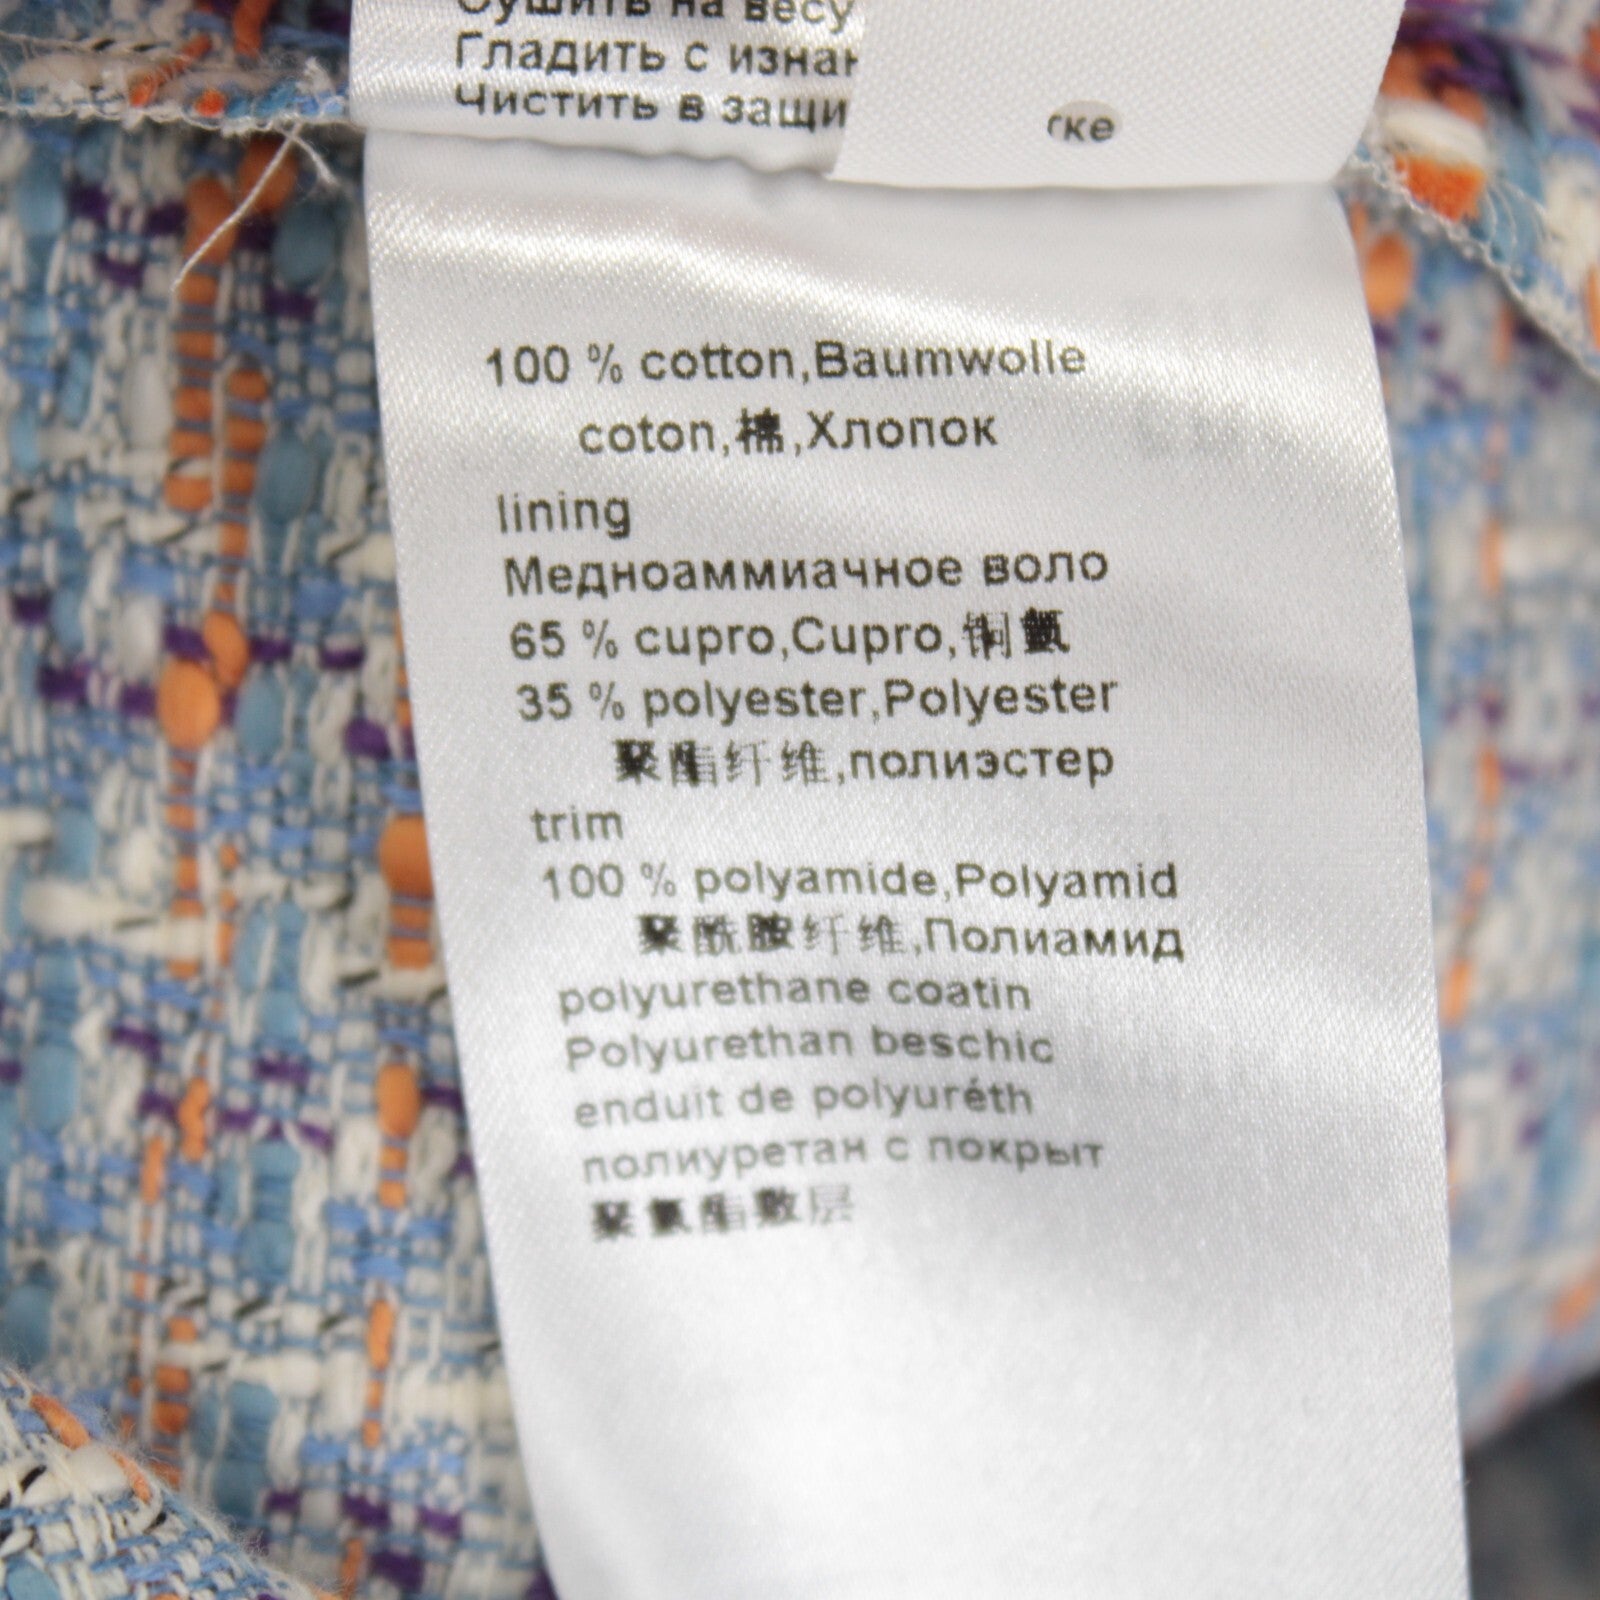 Сушить на весу
Гладить с изнан
Чистить в защи
тке
100 % cotton,Baumwolle
coton,棉,Хлопок
lining
Медноаммиачное воло
65 % cupro,Cupro,铜氨
35 % polyester,Polyester
聚酯纤维,полиэстер
trim
100 % polyamide,Polyamid
聚酰胺纤维,Полиамид
polyurethane coatin
Polyurethan beschic
enduit de polyuréth
полиуретан с покрыт
聚氨酯敷层